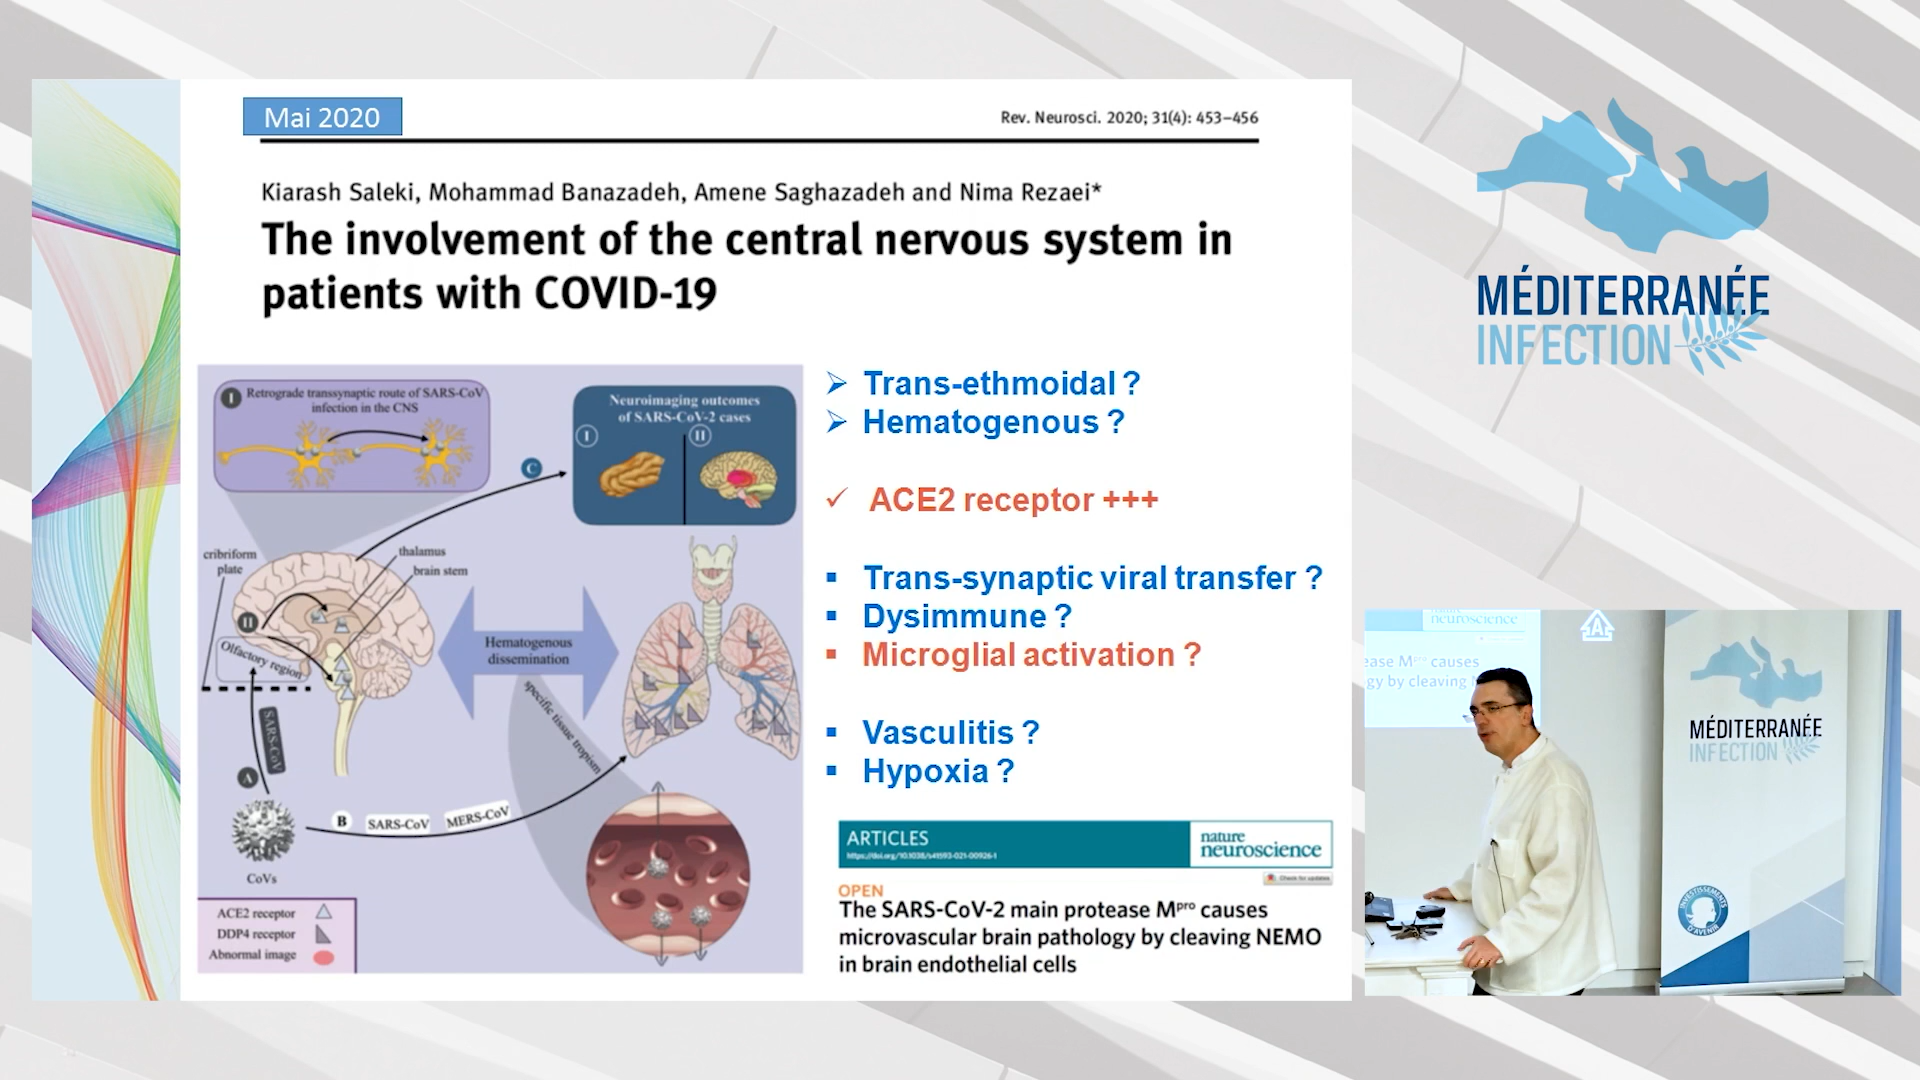 Mai 2020
Rev. Neurosci. 2020; 31(4): 453–456
Kiarash Saleki, Mohammad Banazadeh, Amene Saghazadeh and Nima Rezaei*
The involvement of the central nervous system in
patients with COVID-19
I
Retrograde transsynaptic route of SARS-CoV
infection in the CNS
Neuroimaging outcomes
of SARS-CoV-2 cases
I
II
C
cribriform
plate
thalamus
brain stem
II
Olfactory region
Hematogenous
dissemination
specific tissue tropism
SARS-CoV
A
B
SARS-CoV
MERS-CoV
CoVs
ACE2 receptor
DDP4 receptor
Abnormal image
Trans-ethmoidal ?
Hematogenous ?
ACE2 receptor +++
Trans-synaptic viral transfer ?
Dysimmune ?
Microglial activation ?
Vasculitis ?
Hypoxia ?
ARTICLES
https://doi.org/10.1038/s41593-021-00926-1
nature
neuroscience
Check for updates
OPEN
The SARS-CoV-2 main protease Mpro causes
microvascular brain pathology by cleaving NEMO
in brain endothelial cells
MÉDITERRANÉE
INFECTION
neuroscience
ease Mpro causes
gy by cleaving
A
MÉDITERRANÉE
INFECTION
INVESTISSEMENTS
D'AVENIR